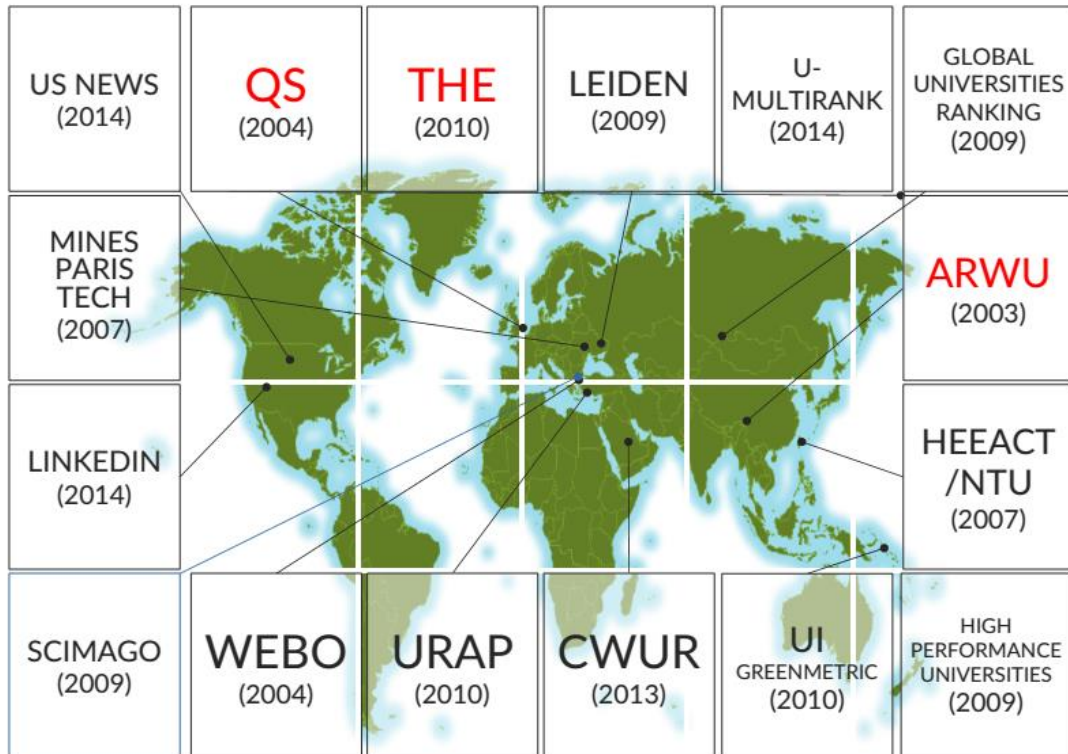 US NEWS
(2014)
QS
(2004)
THE
(2010)
LEIDEN
(2009)
U-
MULTIRANK
(2014)
GLOBAL
UNIVERSITIES
RANKING
(2009)
MINES
PARIS
TECH
(2007)
ARWU
(2003)
LINKEDIN
(2014)
HEEACT
/NTU
(2007)
SCIMAGO
(2009)
WEBO
(2004)
URAP
(2010)
CWUR
(2013)
UI
GREENMETRIC
(2010)
HIGH
PERFORMANCE
UNIVERSITIES
(2009)